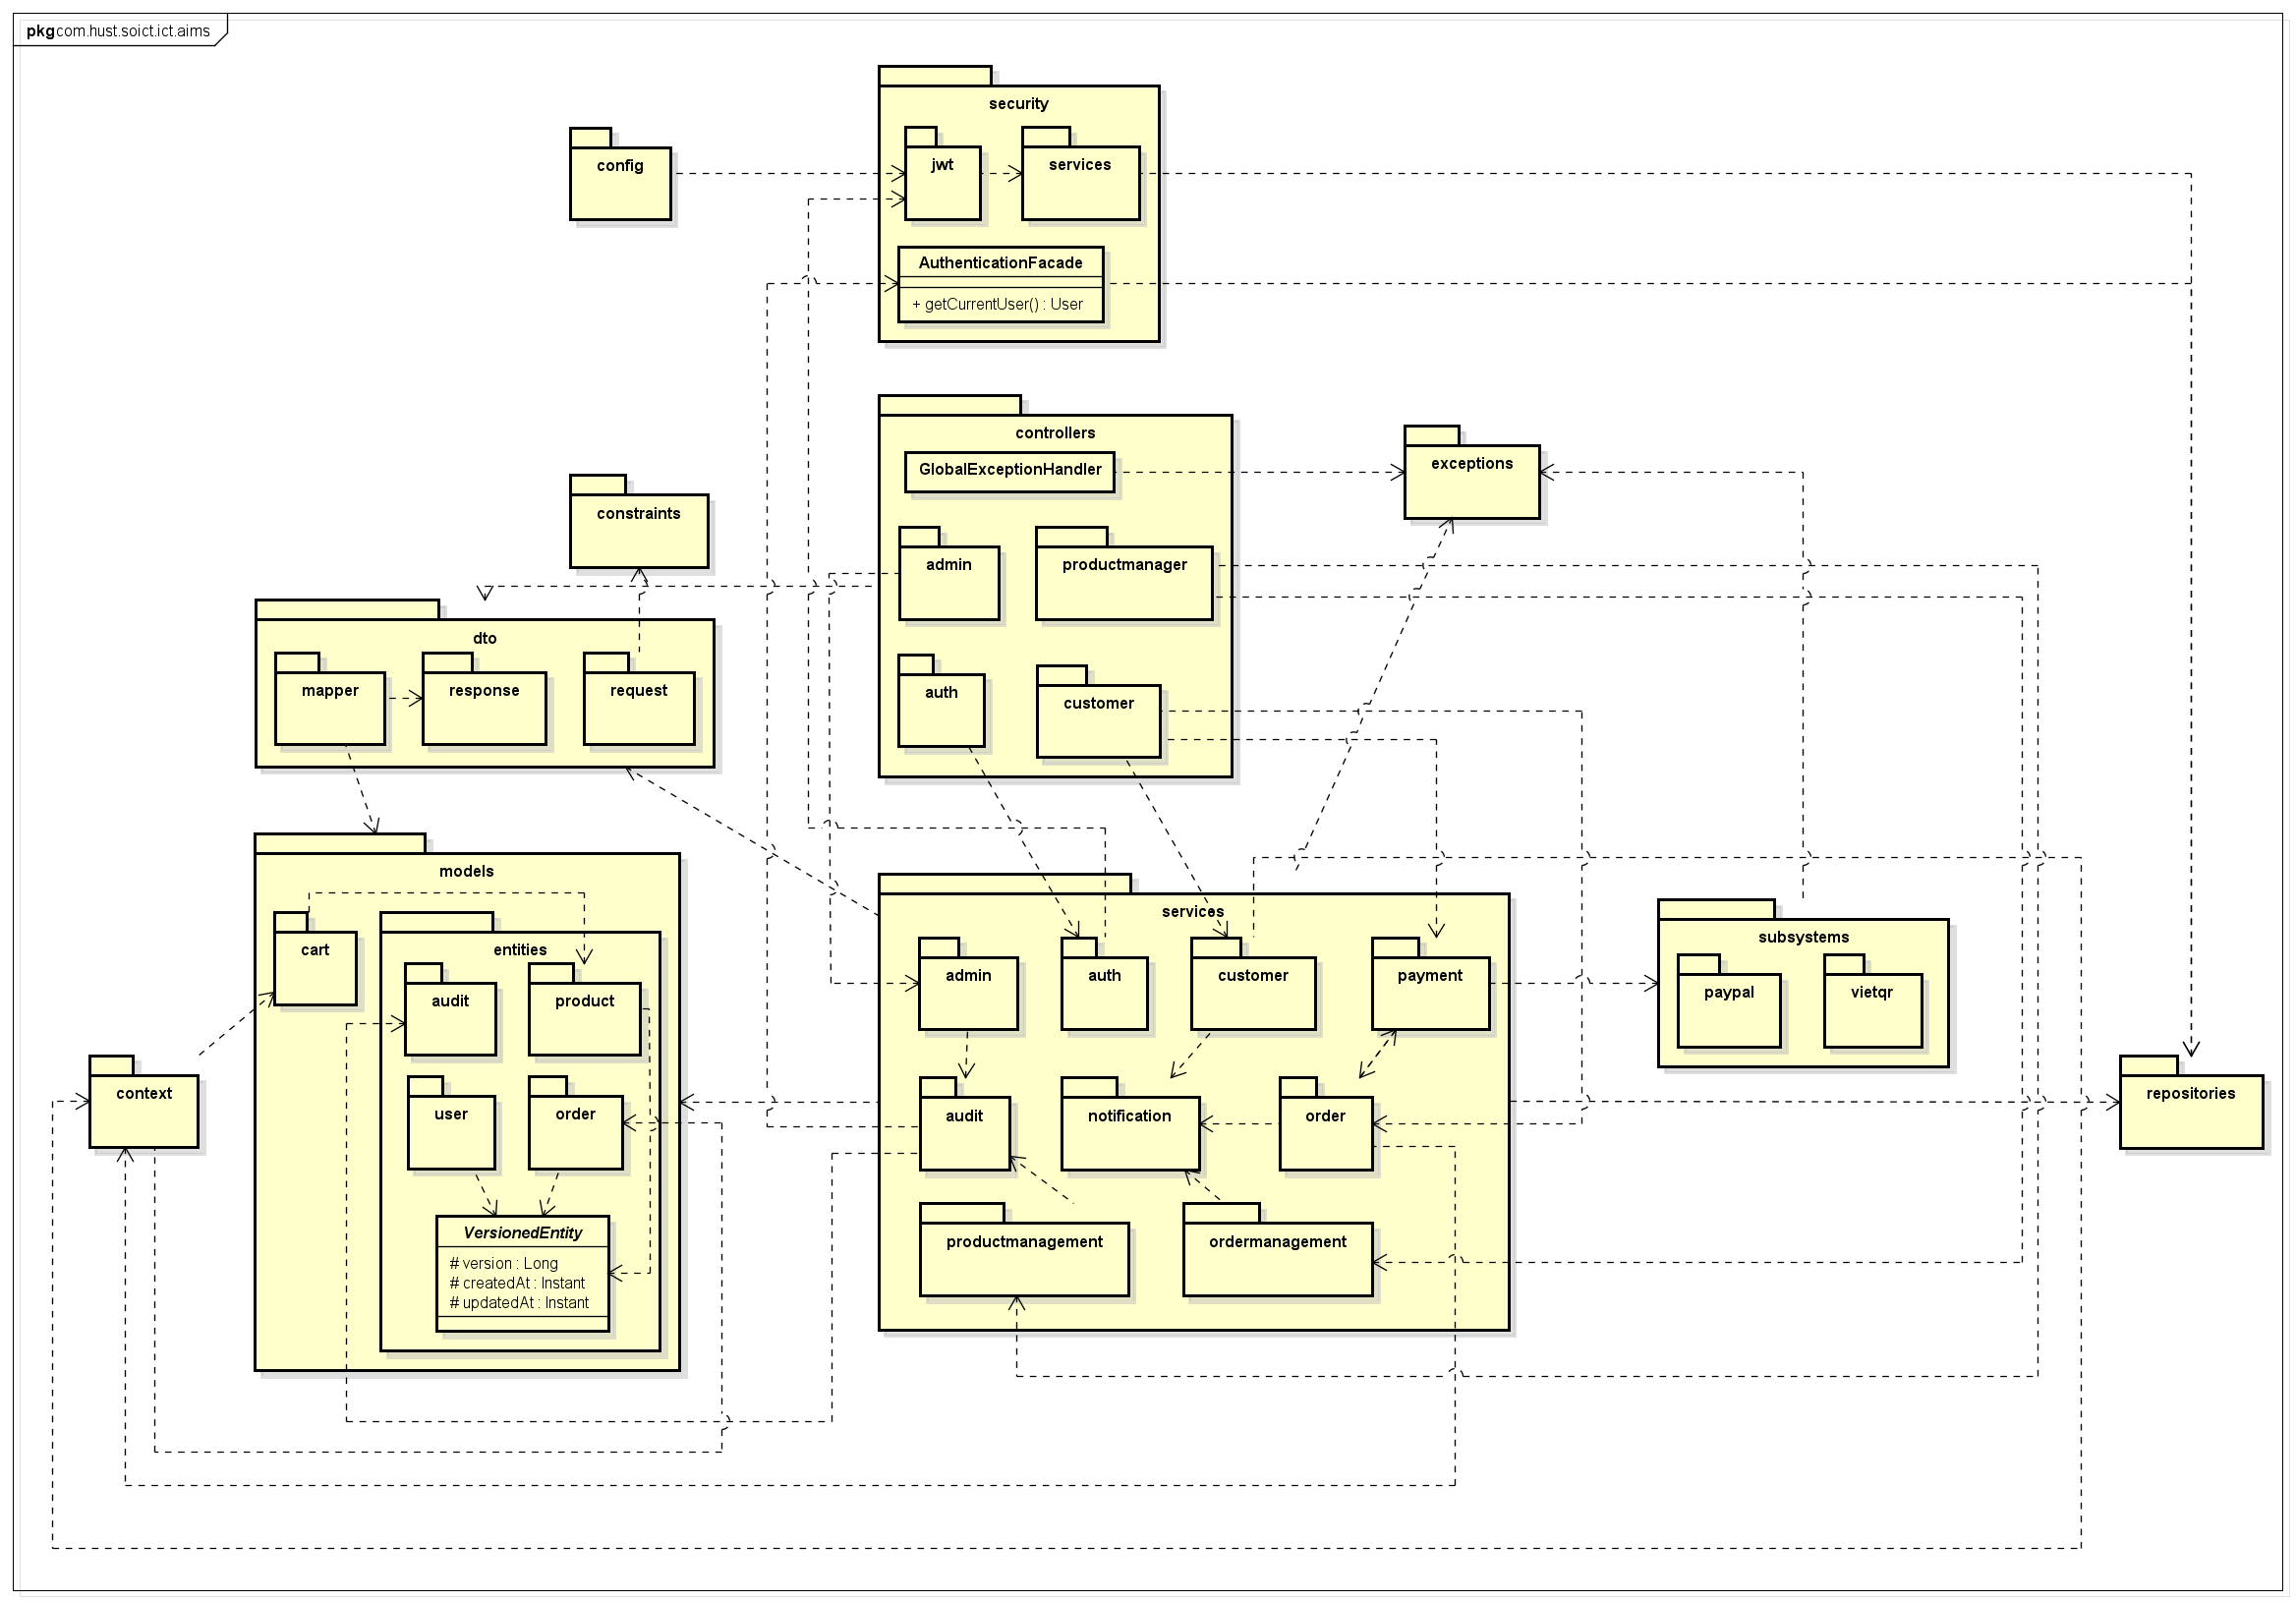 pkg com.hust.soict.ict.aims
security
config
jwt
services
AuthenticationFacade
+ getCurrentUser() : User
controllers
GlobalExceptionHandler
exceptions
constraints
admin
productmanager
dto
mapper
response
request
auth
customer
models
services
cart
entities
audit
product
admin
auth
customer
payment
subsystems
paypal
vietqr
context
user
order
audit
notification
order
repositories
VersionedEntity
# version : Long
# createdAt : Instant
# updatedAt : Instant
productmanagement
ordermanagement